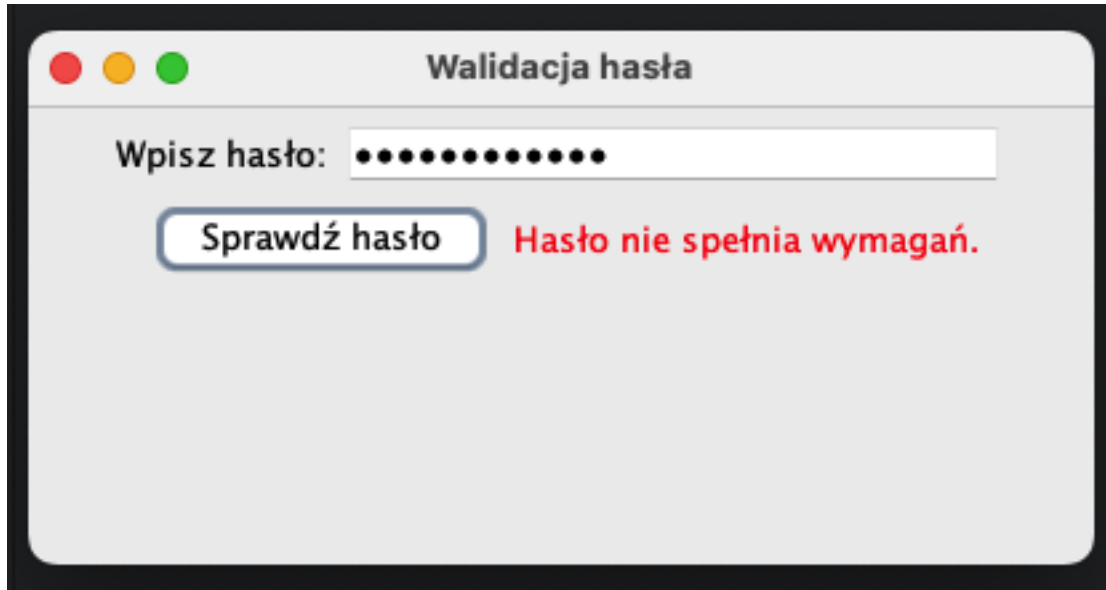 Walidacja hasła
Wpisz hasło: ••••••••••••
Sprawdź hasło Hasło nie spełnia wymagań.